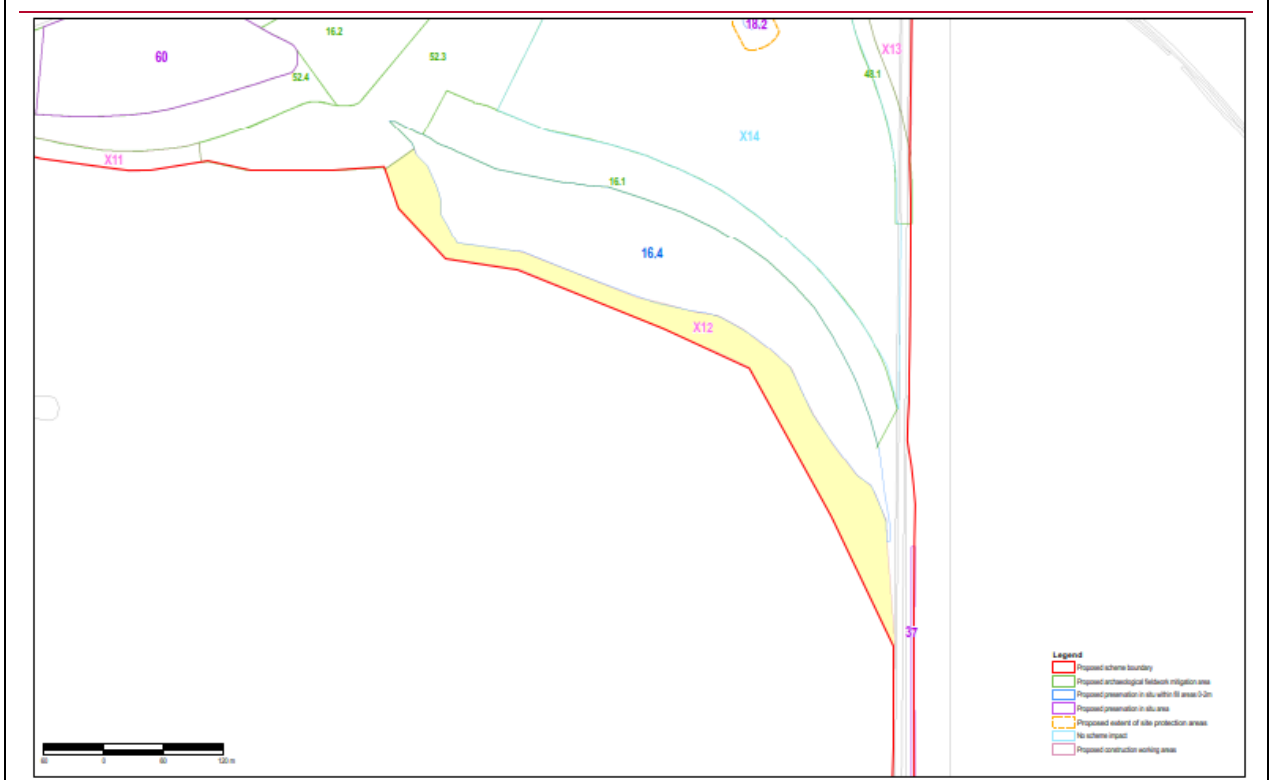 18.2
16.2
60
52.3
X13
52.4
48.1
X14
X11
16.1
16.4
X12
37
Legend
Proposed scheme boundary
Proposed archaeological fieldwork mitigation area
Proposed preservation in situ within fill areas 0-2m
Proposed preservation in situ area
Proposed extent of site protection areas
No scheme impact
Proposed construction working areas
60 0 60 120 m